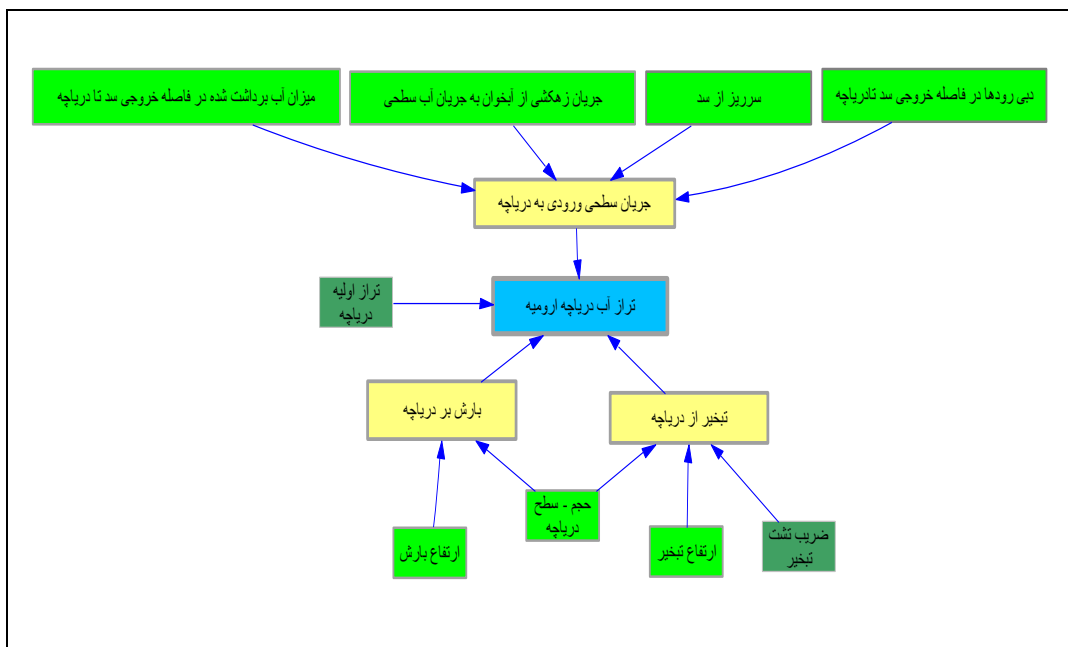 دبی رودها در فاصله خروجی سد تادریاچه
سرریز از سد
جریان زهکشی از آبخوان به جریان آب سطحی
میزان آب برداشت شده در فاصله خروجی سد تا دریاچه
جریان سطحی ورودی به دریاچه
تراز آب دریاچه ارومیه
تراز اولیه
دریاچه
تبخیر از دریاچه
بارش بر دریاچه
ضریب تشت
تبخیر
ارتفاع تبخیر
حجم - سطح
دریاچه
ارتفاع بارش